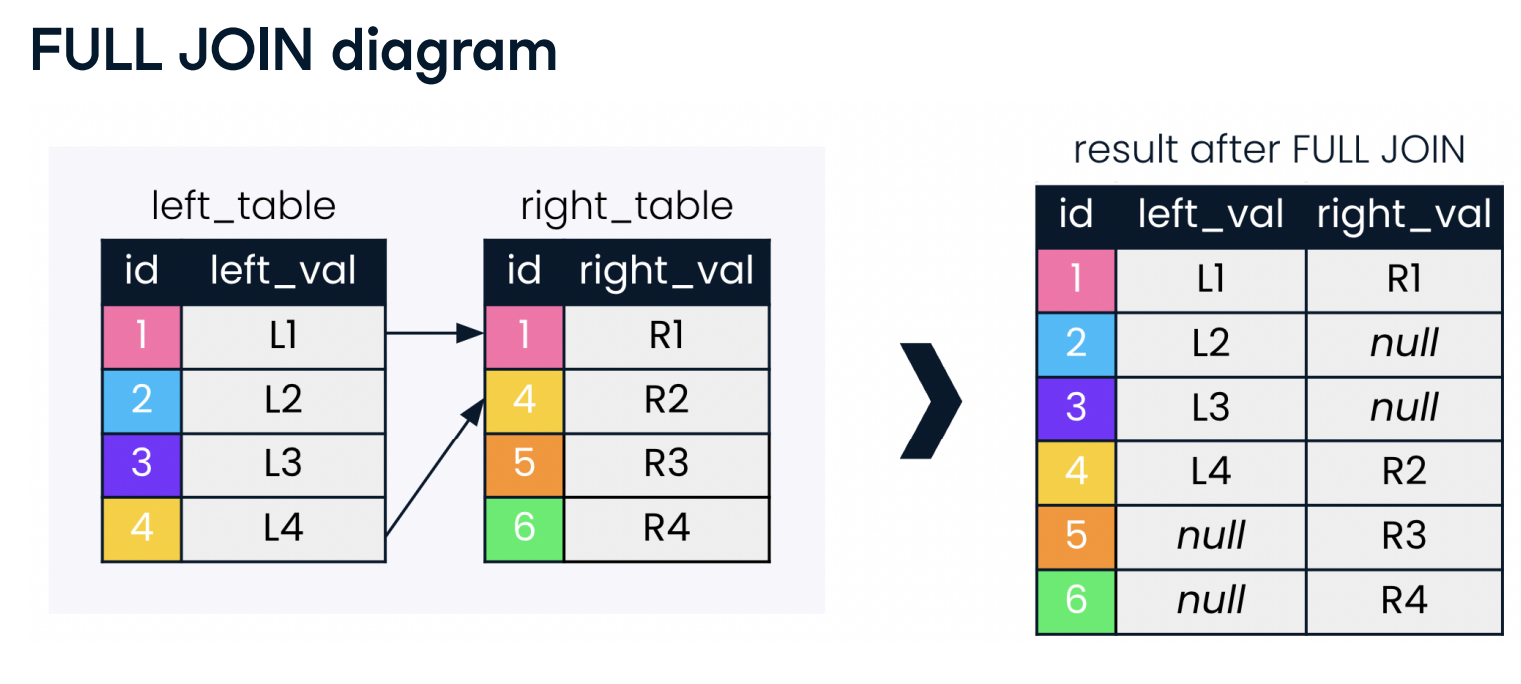 FULL JOIN diagram
left_table
id left_val
1 L1
2 L2
3 L3
4 L4
right_table
id right_val
1 R1
4 R2
5 R3
6 R4
result after FULL JOIN
id left_val right_val
1 L1 R1
2 L2 null
3 L3 null
4 L4 R2
5 null R3
6 null R4